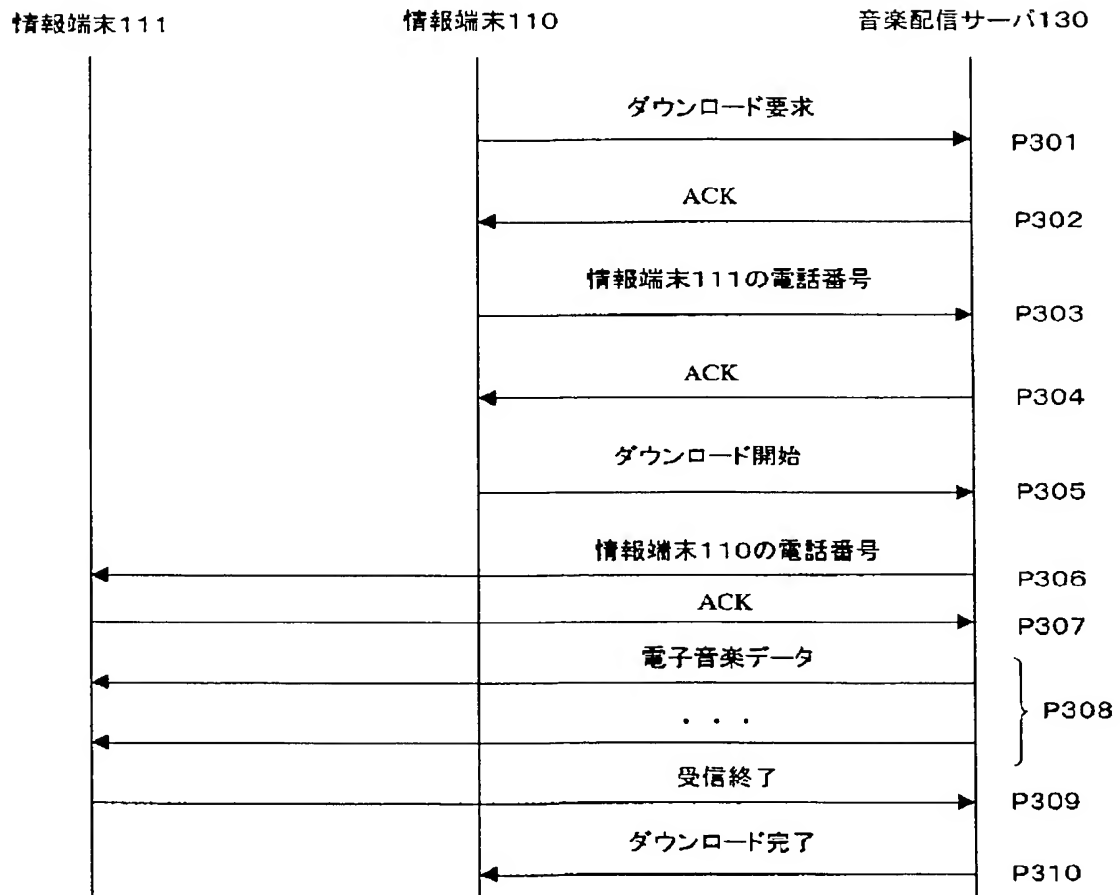 情報端末111 情報端末110 音楽配信サーバ130
ダウンロード要求
P301
ACK
P302
情報端末111の電話番号
P303
ACK
P304
ダウンロード開始
P305
情報端末110の電話番号
P306
ACK
P307
電子音楽データ
・・・
P308
受信終了
P309
ダウンロード完了
P310